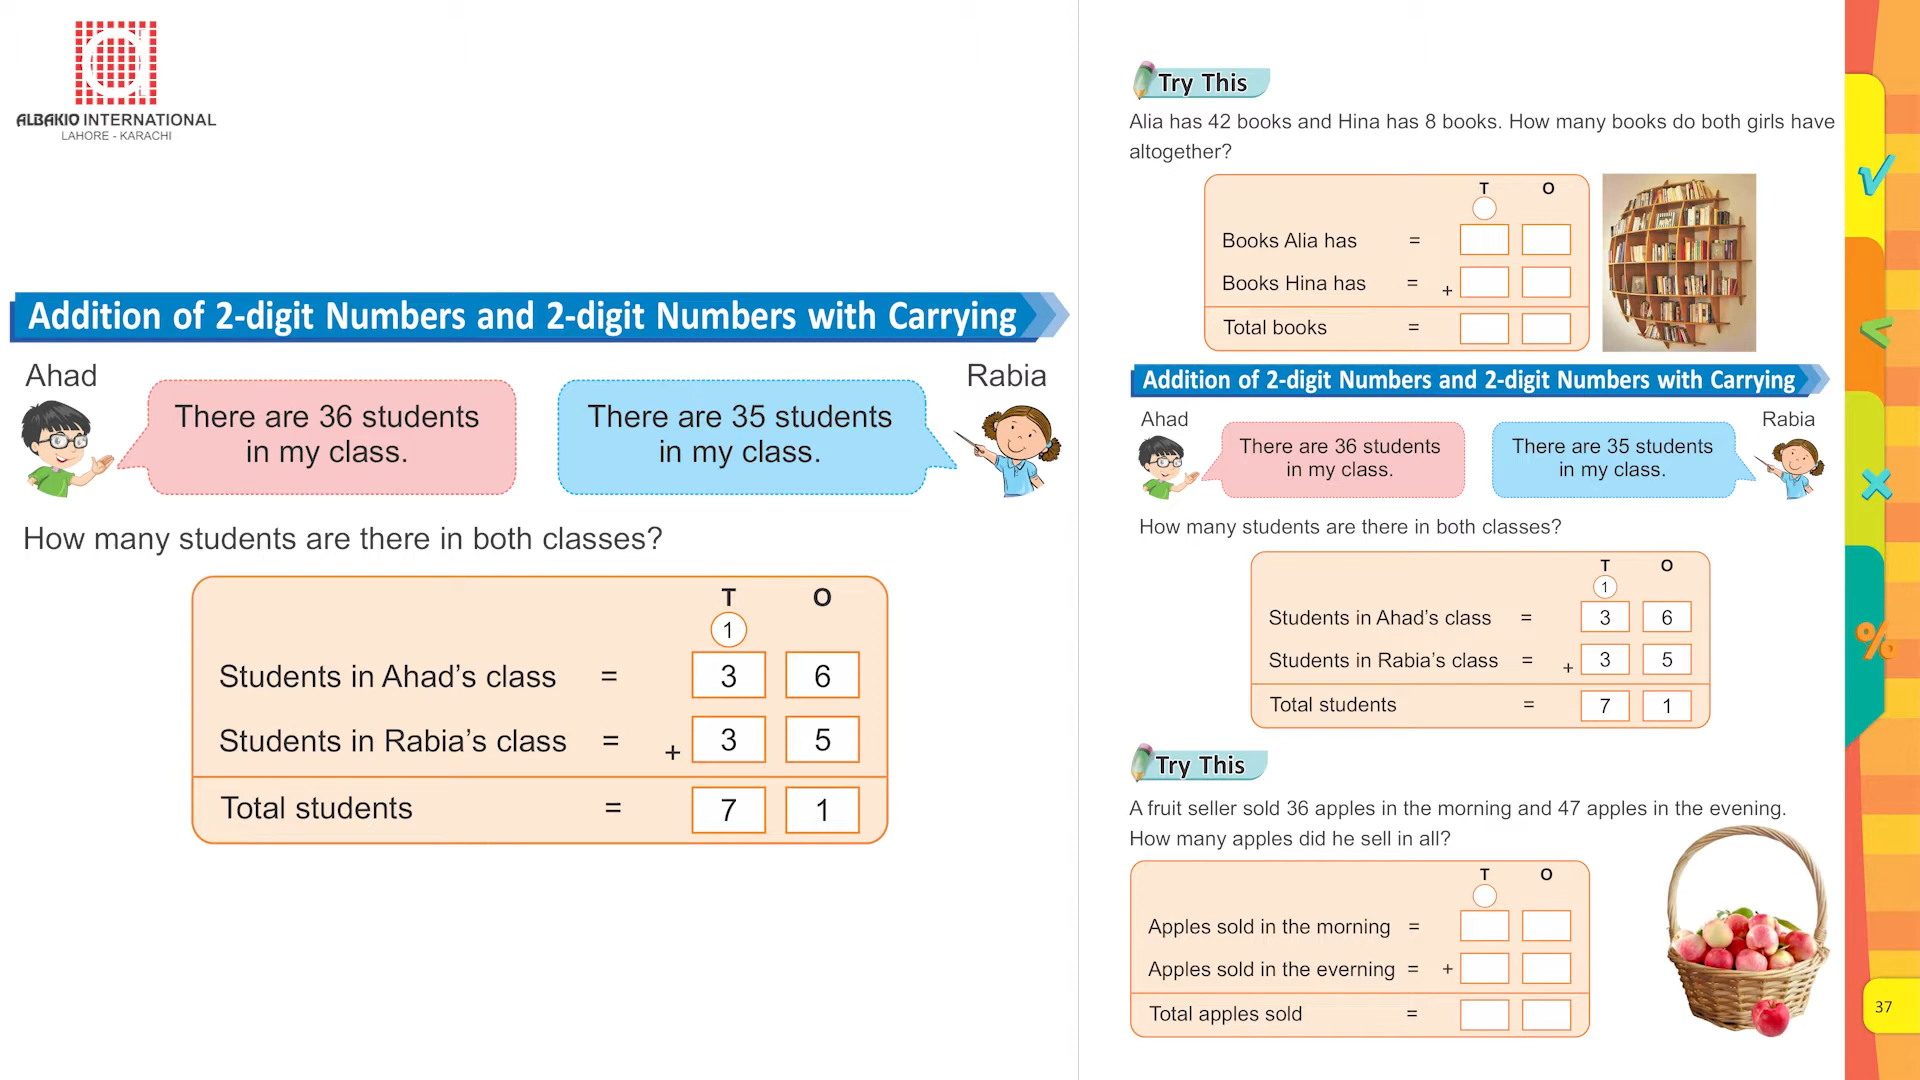 ALBAKIO INTERNATIONAL
LAHORE - KARACHI
Addition of 2-digit Numbers and 2-digit Numbers with Carrying
Ahad
There are 36 students
in my class.
There are 35 students
in my class.
Rabia
How many students are there in both classes?
T O
1
Students in Ahad's class = 3 6
Students in Rabia's class = + 3 5
Total students = 7 1
Try This
Alia has 42 books and Hina has 8 books. How many books do both girls have
altogether?
T O
Books Alia has =
Books Hina has = +
Total books =
Addition of 2-digit Numbers and 2-digit Numbers with Carrying
Ahad
There are 36 students
in my class.
There are 35 students
in my class.
Rabia
How many students are there in both classes?
T O
1
Students in Ahad's class = 3 6
Students in Rabia's class = + 3 5
Total students = 7 1
Try This
A fruit seller sold 36 apples in the morning and 47 apples in the evening.
How many apples did he sell in all?
T O
Apples sold in the morning =
Apples sold in the everning = +
Total apples sold =
√
<
×
%
37